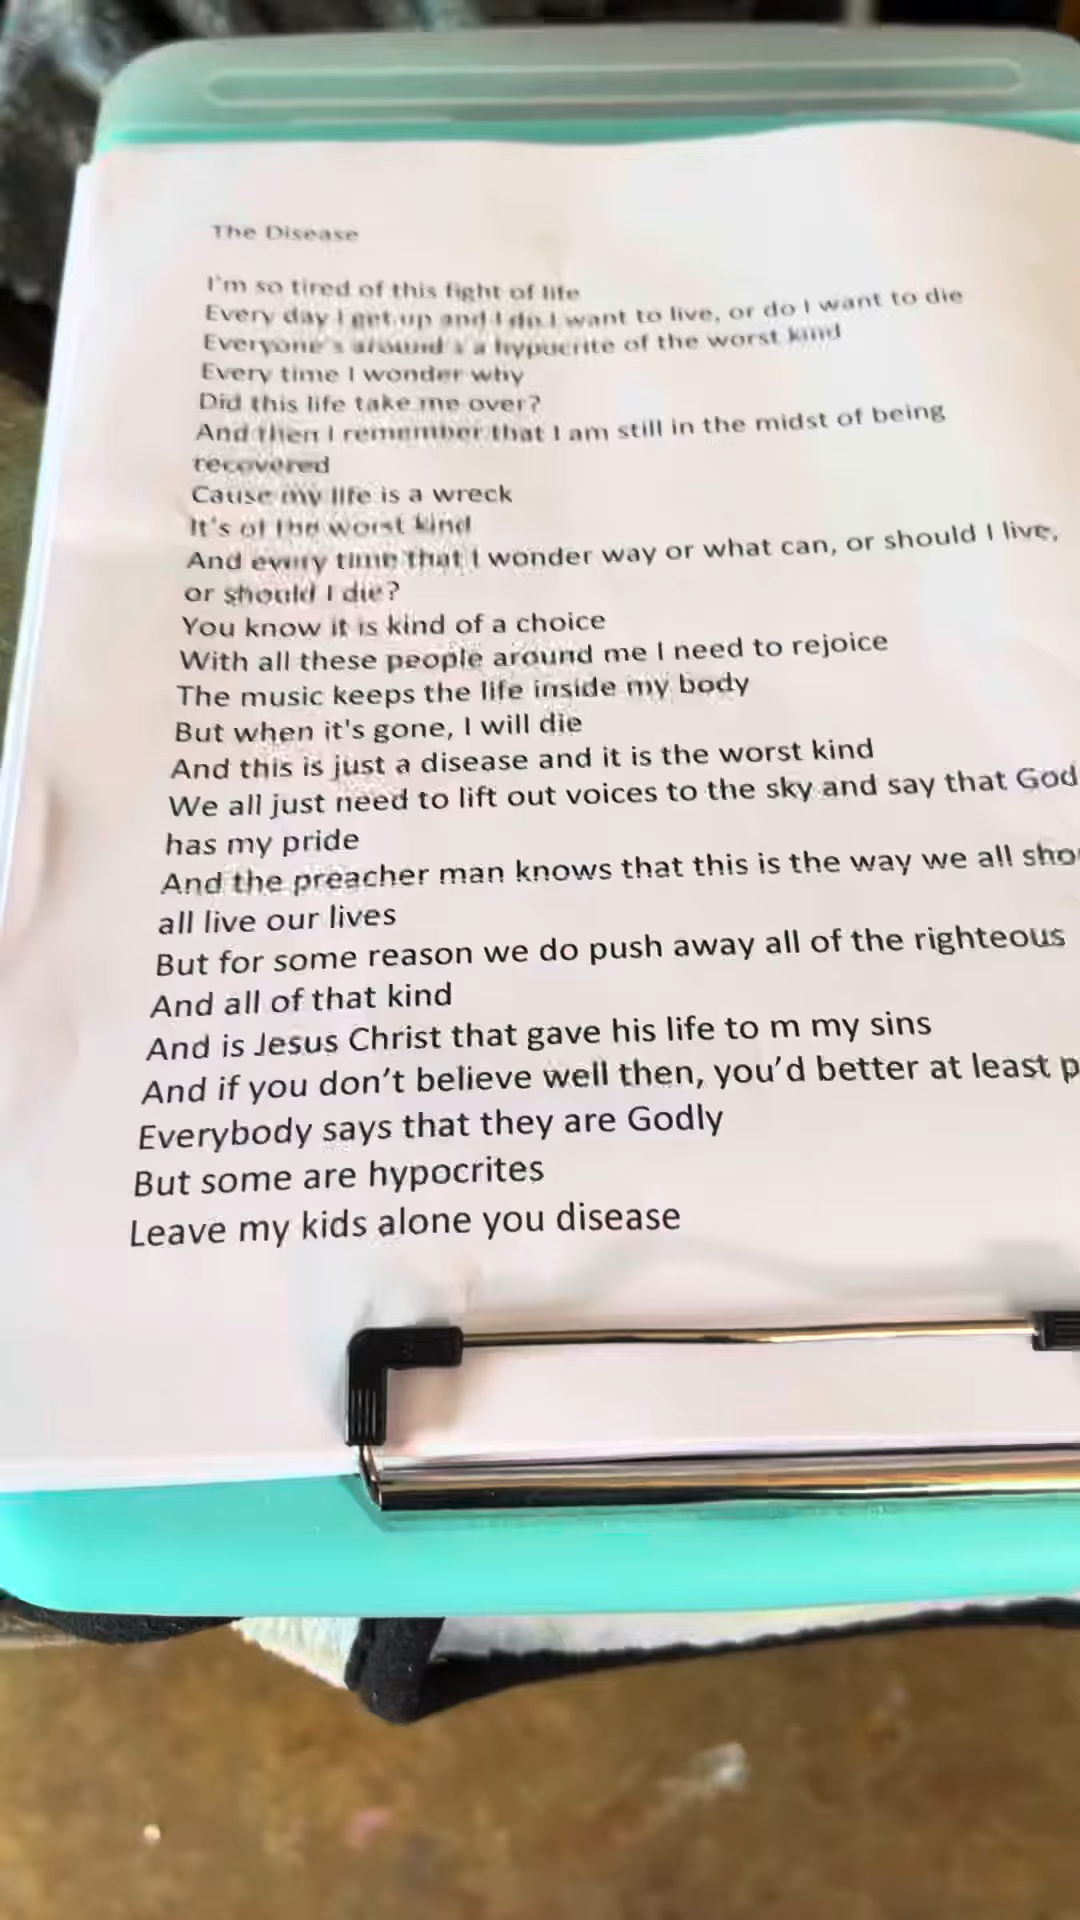 The Disease
I'm so tired of this fight of life
Every day I get up and I do I want to live, or do I want to die
Everyone's around's a hypocrite of the worst kind
Every time I wonder why
Did this life take me over?
And then I remember that I am still in the midst of being
recovered
Cause my life is a wreck
It's of the worst kind
And every time that I wonder way or what can, or should I live,
or should I die?
You know it is kind of a choice
With all these people around me I need to rejoice
The music keeps the life inside my body
But when it's gone, I will die
And this is just a disease and it is the worst kind
We all just need to lift out voices to the sky and say that God
has my pride
And the preacher man knows that this is the way we all
all live our lives
But for some reason we do push away all of the righteous
And all of that kind
And is Jesus Christ that gave his life to m my sins
And if you don't believe well then, you'd better at least
Everybody says that they are Godly
But some are hypocrites
Leave my kids alone you disease